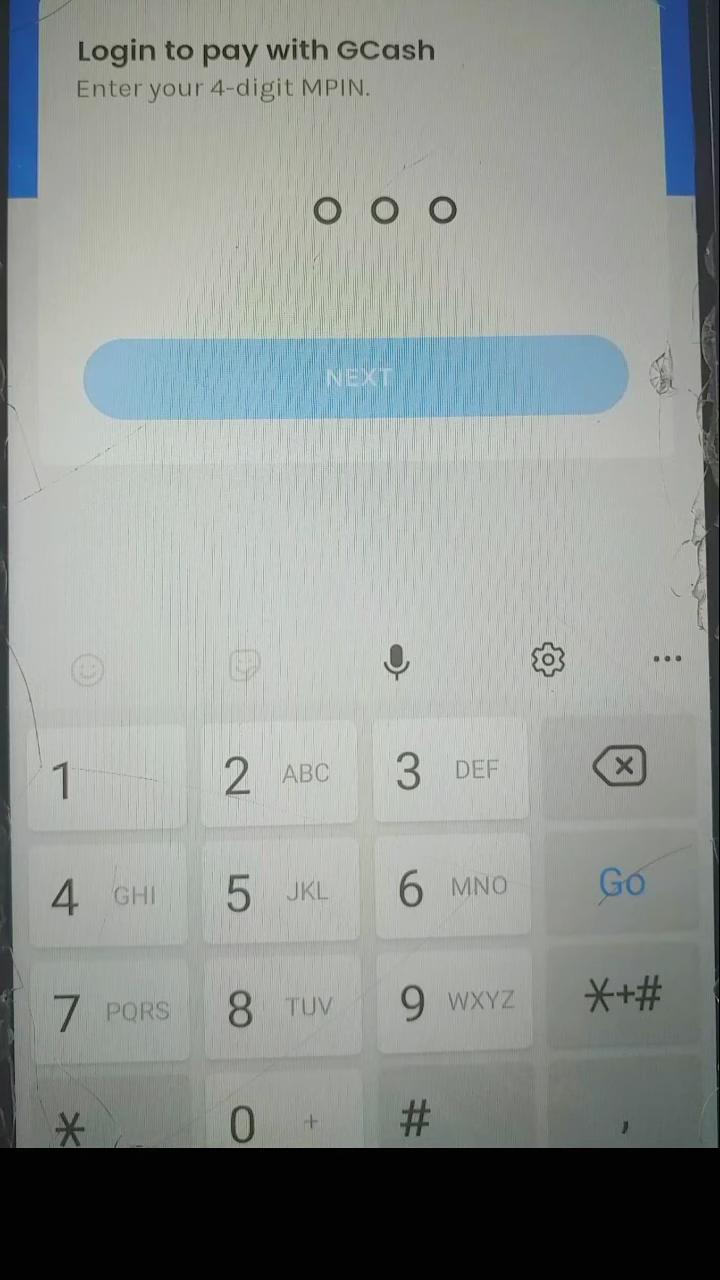 Login to pay with GCash
Enter your 4-digit MPIN.
NEXT
1 2 ABC 3 DEF
4 GHI 5 JKL 6 MNO Go
7 PQRS 8 TUV 9 WXYZ *+#
* 0 + # ,